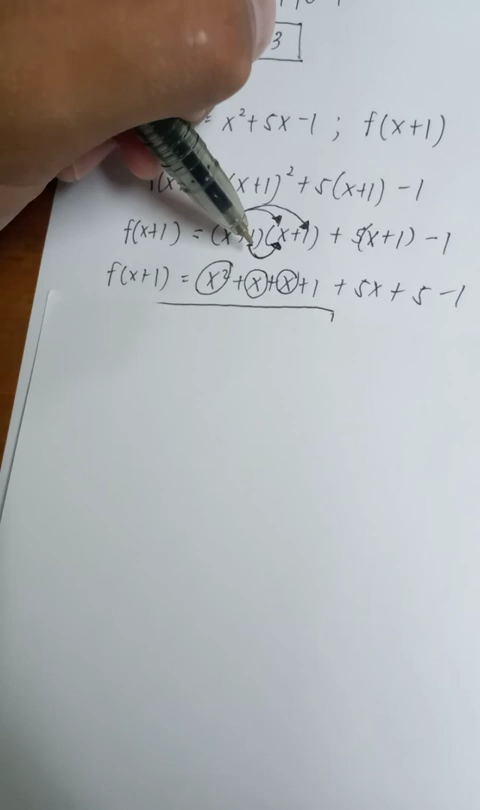 3
= x² + 5x - 1 ; f(x+1)
(x+1)² + 5(x+1) - 1
f(x+1) = (x+1)(x+1) + 5(x+1) - 1
f(x+1) = x² + x + x + 1 + 5x + 5 - 1